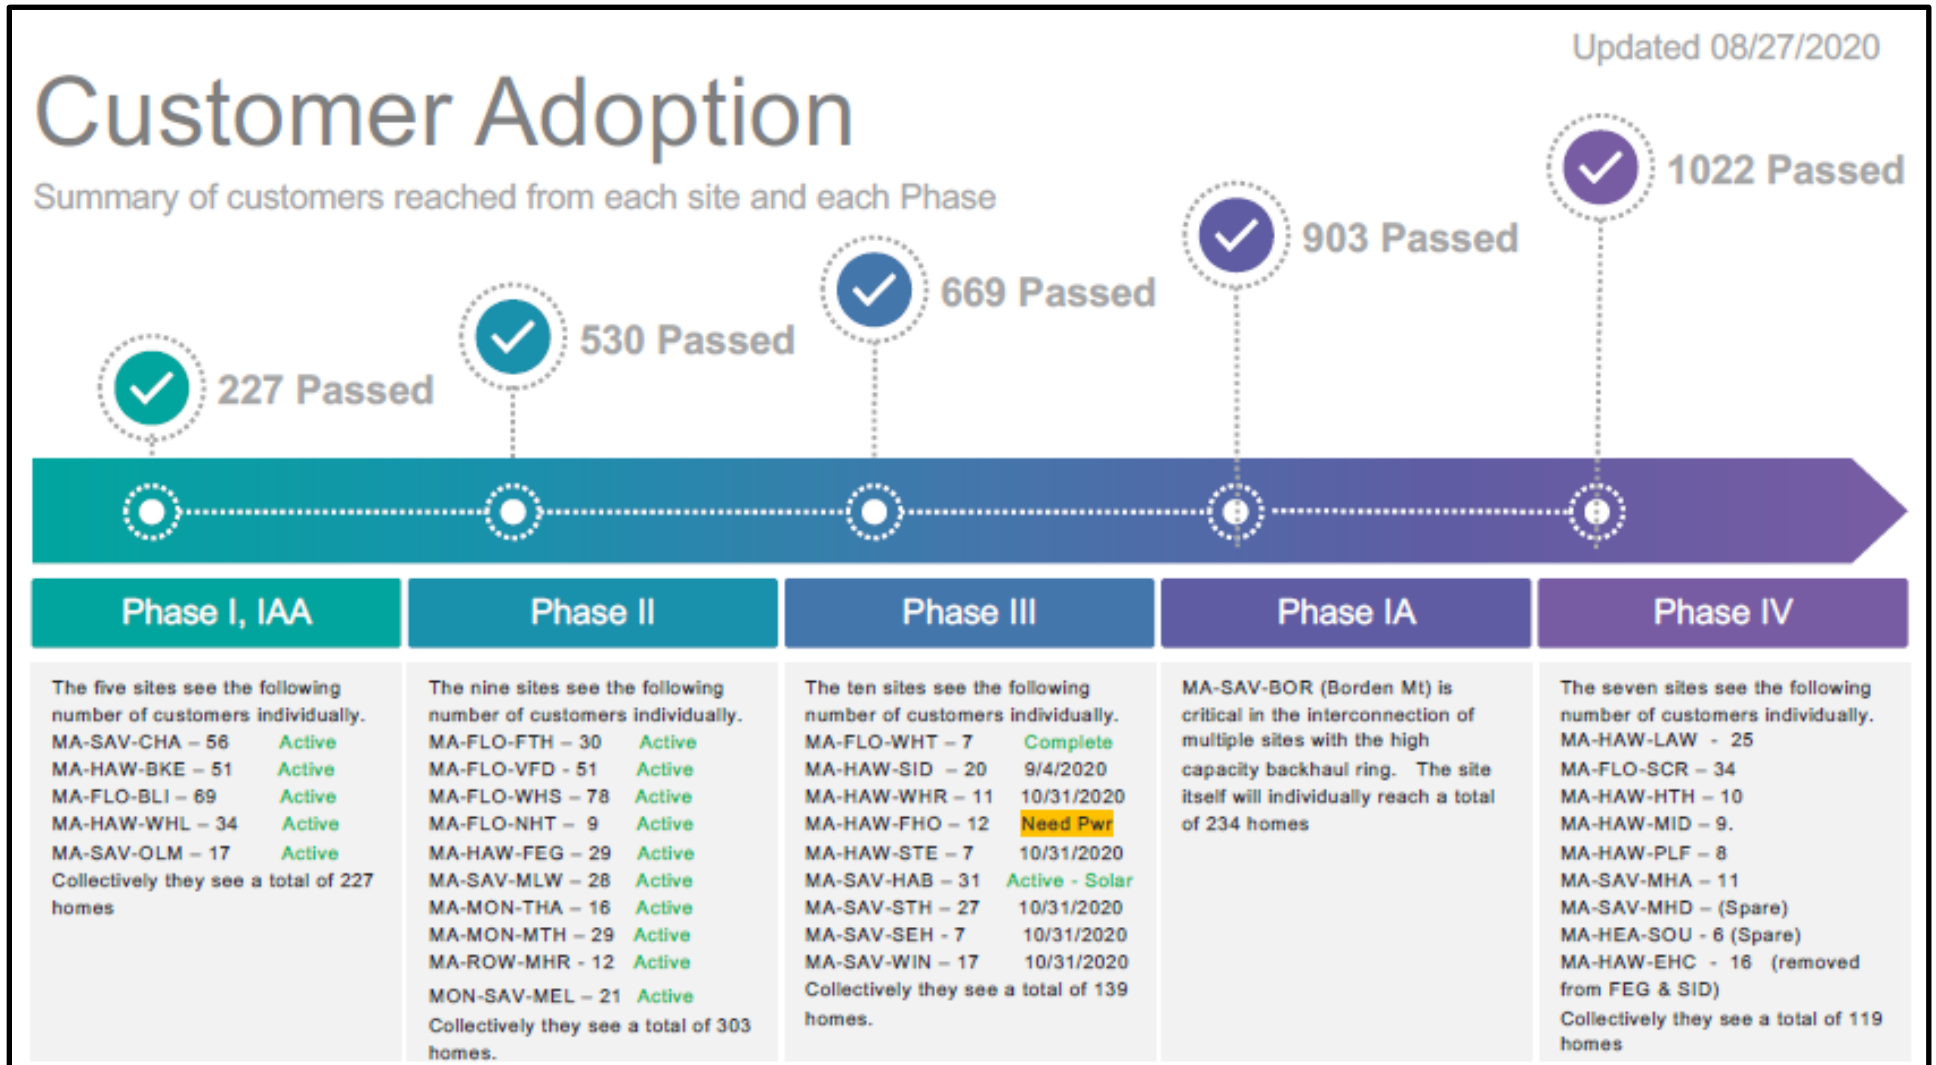 Updated 08/27/2020
Customer Adoption
Summary of customers reached from each site and each Phase
227 Passed
530 Passed
669 Passed
903 Passed
1022 Passed
Phase I, IAA
The five sites see the following
number of customers individually.
MA-SAV-CHA – 56 Active
MA-HAW-BKE – 51 Active
MA-FLO-BLI – 69 Active
MA-HAW-WHL – 34 Active
MA-SAV-OLM – 17 Active
Collectively they see a total of 227
homes
Phase II
The nine sites see the following
number of customers individually.
MA-FLO-FTH – 30 Active
MA-FLO-VFD - 51 Active
MA-FLO-WHS – 78 Active
MA-FLO-NHT – 9 Active
MA-HAW-FEG – 29 Active
MA-SAV-MLW – 28 Active
MA-MON-THA – 16 Active
MA-MON-MTH – 29 Active
MA-ROW-MHR - 12 Active
MON-SAV-MEL – 21 Active
Collectively they see a total of 303
homes.
Phase III
The ten sites see the following
number of customers individually.
MA-FLO-WHT – 7 Complete
MA-HAW-SID – 20 9/4/2020
MA-HAW-WHR – 11 10/31/2020
MA-HAW-FHO – 12 Need Pwr
MA-HAW-STE – 7 10/31/2020
MA-SAV-HAB – 31 Active - Solar
MA-SAV-STH – 27 10/31/2020
MA-SAV-SEH - 7 10/31/2020
MA-SAV-WIN – 17 10/31/2020
Collectively they see a total of 139
homes.
Phase IA
MA-SAV-BOR (Borden Mt) is
critical in the interconnection of
multiple sites with the high
capacity backhaul ring. The site
itself will individually reach a total
of 234 homes
Phase IV
The seven sites see the following
number of customers individually.
MA-HAW-LAW - 25
MA-FLO-SCR – 34
MA-HAW-HTH – 10
MA-HAW-MID – 9.
MA-HAW-PLF – 8
MA-SAV-MHA – 11
MA-SAV-MHD – (Spare)
MA-HEA-SOU - 6 (Spare)
MA-HAW-EHC - 16 (removed
from FEG & SID)
Collectively they see a total of 119
homes